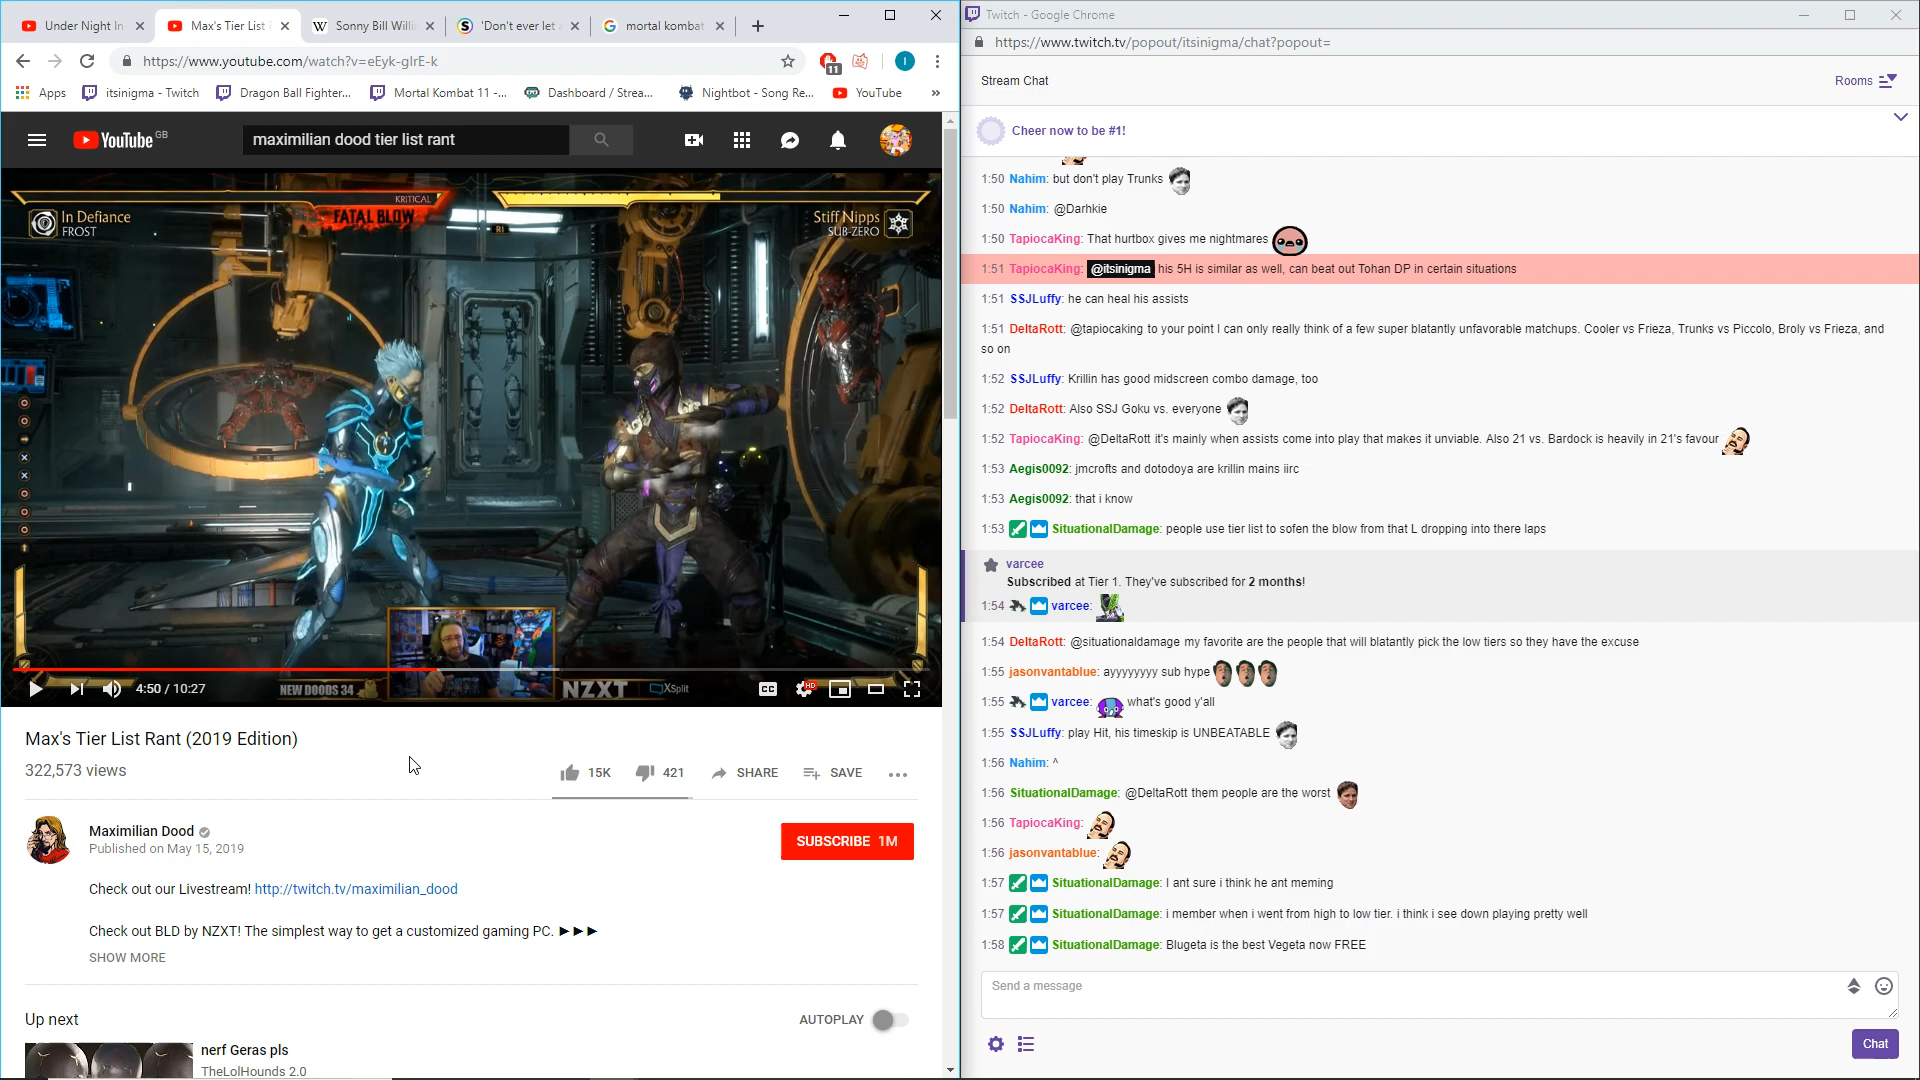 Under Night In
Max's Tier List R
Sonny Bill Willi
'Don't ever let
mortal kombat
https://www.youtube.com/watch?v=eEyk-gIrE-k
11
I
Apps
itsinigma - Twitch
Dragon Ball Fighter...
Mortal Kombat 11 -...
Dashboard / Strea...
Nightbot - Song Re...
YouTube
»
YouTube GB
maximilian dood tier list rant
KRITICAL
FATAL BLOW
R1
In Defiance
FROST
Stiff Nipps
SUB-ZERO
NEW DOODS 34
NZXT
XSplit
4:50 / 10:27
CC
HD
Max's Tier List Rant (2019 Edition)
322,573 views
15K
421
SHARE
SAVE
Maximilian Dood
Published on May 15, 2019
SUBSCRIBE 1M
Check out our Livestream! http://twitch.tv/maximilian_dood
Check out BLD by NZXT! The simplest way to get a customized gaming PC. ►►►
SHOW MORE
Up next
AUTOPLAY
nerf Geras pls
TheLolHounds 2.0
Twitch - Google Chrome
https://www.twitch.tv/popout/itsinigma/chat?popout=
Stream Chat
Rooms
Cheer now to be #1!
1:50 Nahim: but don't play Trunks
1:50 Nahim: @Darhkie
1:50 TapiocaKing: That hurtbox gives me nightmares
1:51 TapiocaKing: @itsinigma his 5H is similar as well, can beat out Tohan DP in certain situations
1:51 SSJLuffy: he can heal his assists
1:51 DeltaRott: @tapiocaking to your point I can only really think of a few super blatantly unfavorable matchups. Cooler vs Frieza, Trunks vs Piccolo, Broly vs Frieza, and
so on
1:52 SSJLuffy: Krillin has good midscreen combo damage, too
1:52 DeltaRott: Also SSJ Goku vs. everyone
1:52 TapiocaKing: @DeltaRott it's mainly when assists come into play that makes it unviable. Also 21 vs. Bardock is heavily in 21's favour
1:53 Aegis0092: jmcrofts and dotodoya are krillin mains iirc
1:53 Aegis0092: that i know
1:53 SituationalDamage: people use tier list to sofen the blow from that L dropping into there laps
varcee
Subscribed at Tier 1. They've subscribed for 2 months!
1:54 varcee:
1:54 DeltaRott: @situationaldamage my favorite are the people that will blatantly pick the low tiers so they have the excuse
1:55 jasonvantablue: ayyyyyyyy sub hype
1:55 varcee: what's good y'all
1:55 SSJLuffy: play Hit, his timeskip is UNBEATABLE
1:56 Nahim: ^
1:56 SituationalDamage: @DeltaRott them people are the worst
1:56 TapiocaKing:
1:56 jasonvantablue:
1:57 SituationalDamage: I ant sure i think he ant meming
1:57 SituationalDamage: i member when i went from high to low tier. i think i see down playing pretty well
1:58 SituationalDamage: Blugeta is the best Vegeta now FREE
Send a message
Chat